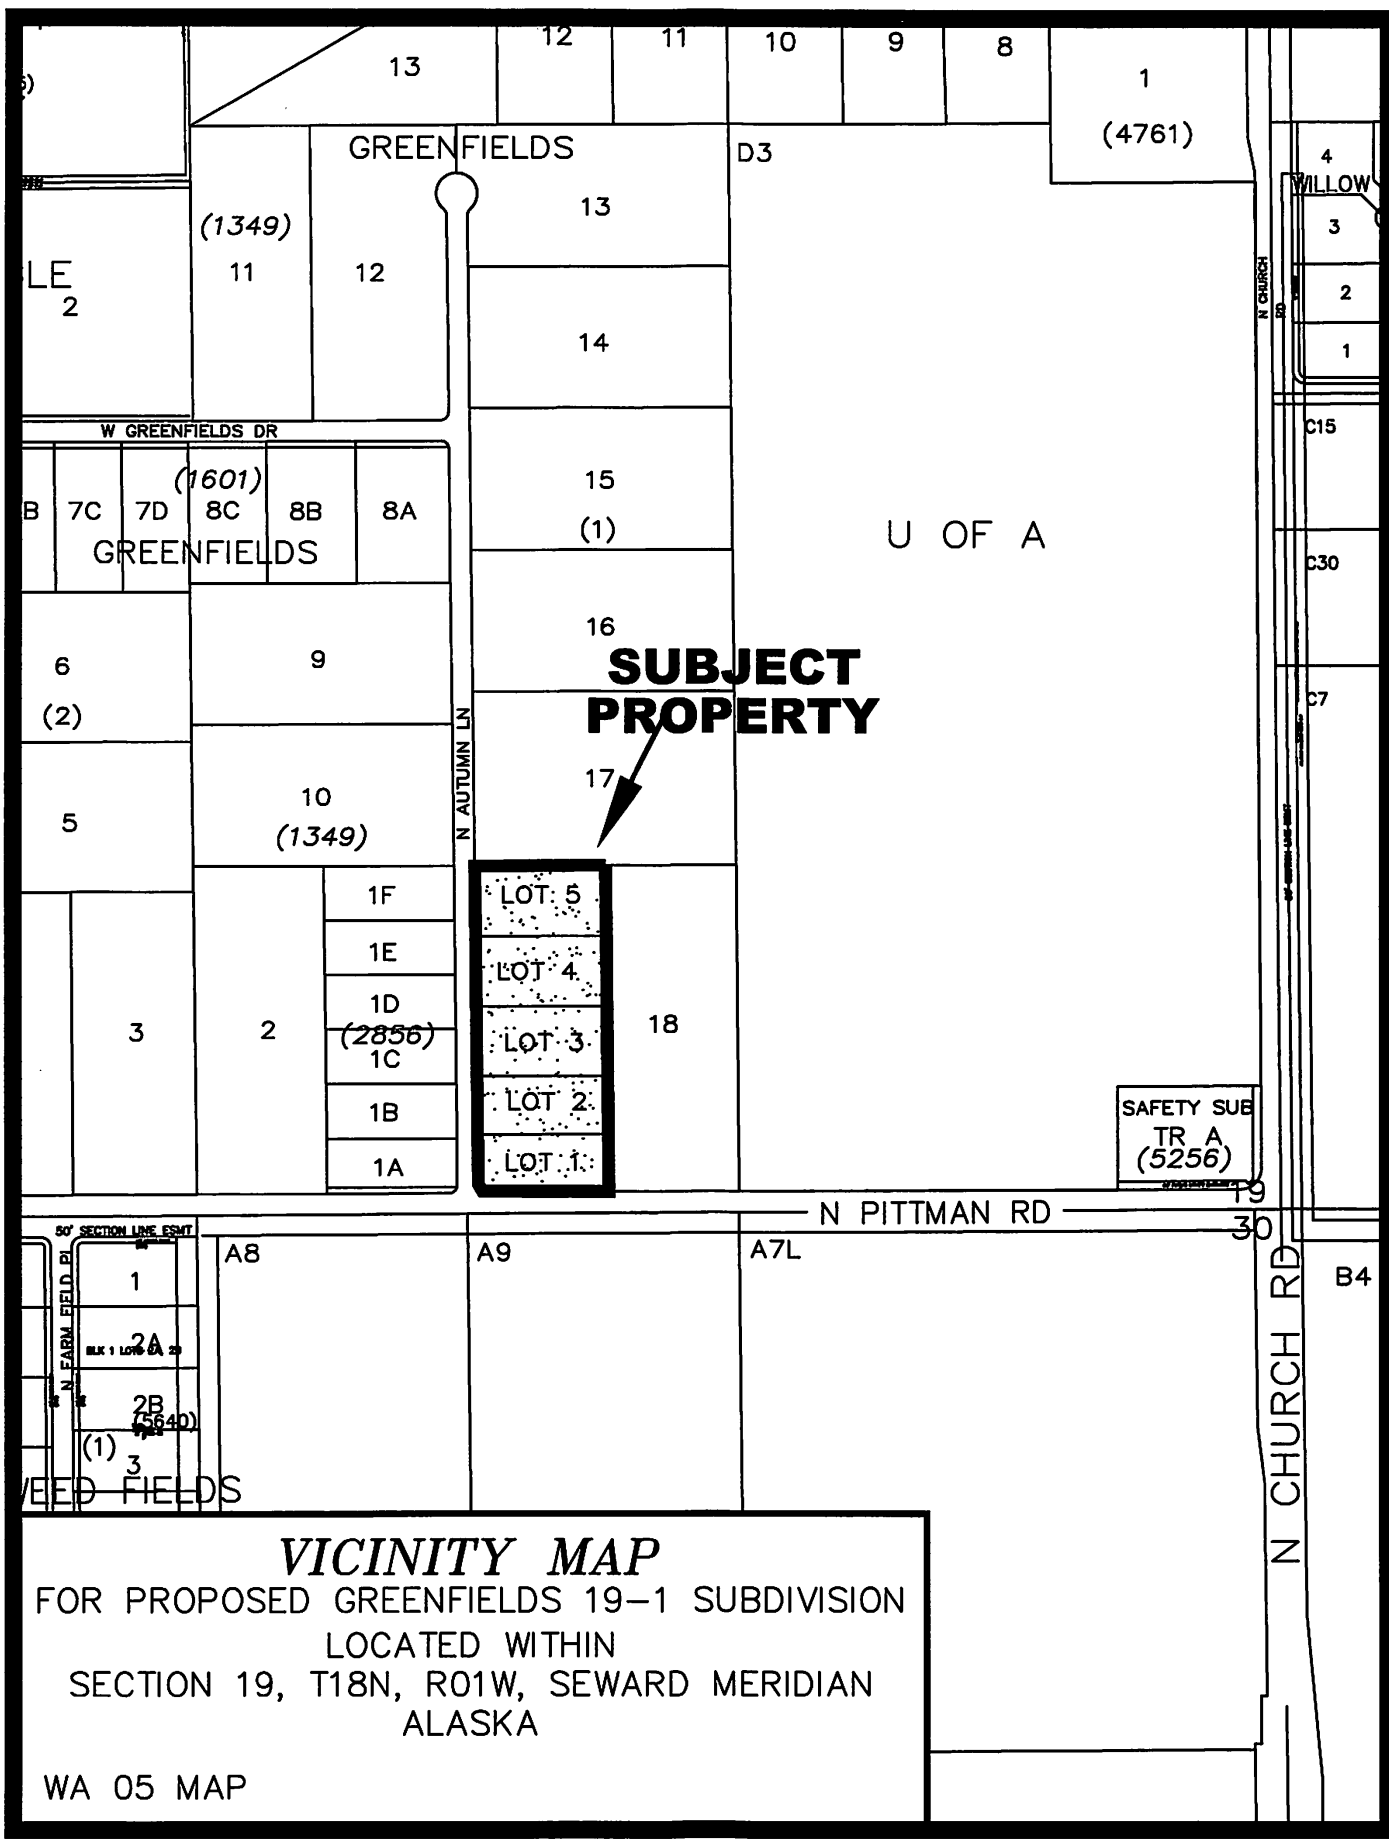 12
11
10
9
8
13
1
(4761)
GREENFIELDS
D3
4
WILLOW
13
3
(1349)
11
12
LE
2
2
N CHURCH
RD
14
1
W GREENFIELDS DR
C15
(1601)
15
B
7C
7D
8C
8B
8A
(1)
U OF A
GREENFIELDS
C30
16
6
9
SUBJECT
PROPERTY
(2)
C7
N AUTUMN LN
17
10
5
(1349)
1F
LOT 5
1E
LOT 4
1D
18
3
2
(2856)
LOT 3
1C
1B
LOT 2
SAFETY SUB
TR A
(5256)
1A
LOT 1
19
N PITTMAN RD
30
50' SECTION LINE ESMT
A8
A9
A7L
B4
N FARM FIELD PL
1
2A
BLK 1 LOTS 2A, 2B
2B
(5640)
(1)
3
N CHURCH RD
WEED FIELDS
VICINITY MAP
FOR PROPOSED GREENFIELDS 19-1 SUBDIVISION
LOCATED WITHIN
SECTION 19, T18N, R01W, SEWARD MERIDIAN
ALASKA
WA 05 MAP